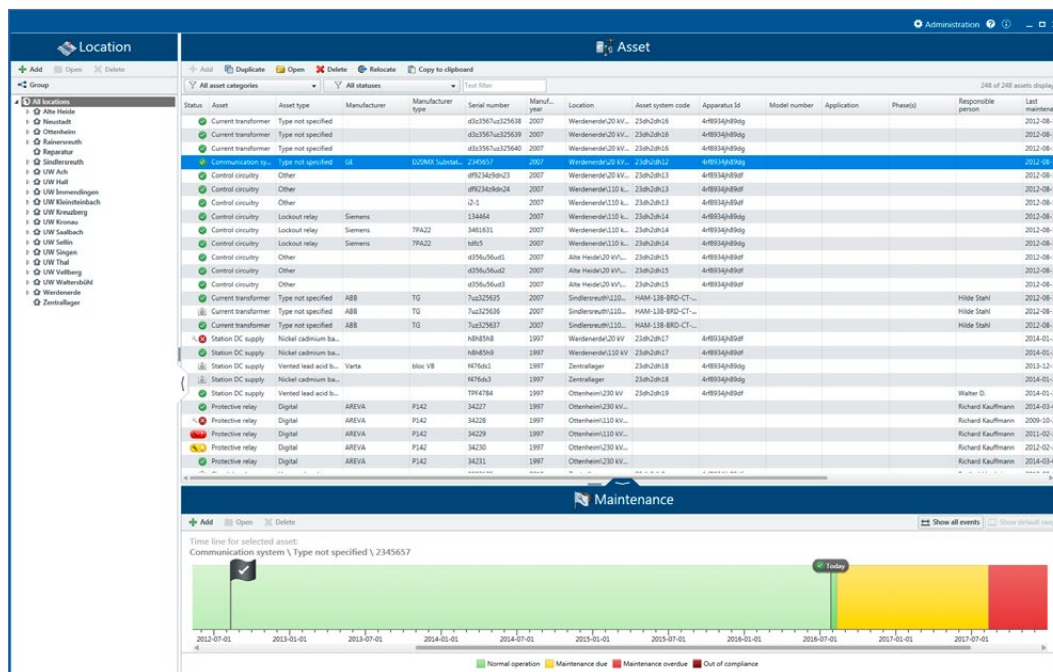 Administration
Location
Asset
Add Open Delete
Group
All locations
Alte Heide
Neustadt
Ottenheim
Rainersreuth
Reparatur
Sindlersreuth
UW Ach
UW Hall
UW Immendingen
UW Kleinsteinbach
UW Kreuzberg
UW Kronau
UW Saalbach
UW Sellin
UW Singen
UW Thal
UW Vellberg
UW Waltersbühl
Werdenerde
Zentrallager
Add Duplicate Open Delete Relocate Copy to clipboard
All asset categories All statuses Text filter 248 of 248 assets display
Status Asset Asset type Manufacturer Manufacturer type Serial number Manuf... year Location Asset system code Apparatus Id Model number Application Phase(s) Responsible person Last maintena
Current transformer Type not specified d3z3567uz325638 2007 Werdenerde\20 kV... 23dh2dh16 4rf8934jh89dg 2012-08-
Current transformer Type not specified d3z3567uz325639 2007 Werdenerde\20 kV... 23dh2dh16 4rf8934jh89dg 2012-08-
Current transformer Type not specified d3z3567uz325640 2007 Werdenerde\20 kV... 23dh2dh16 4rf8934jh89dg 2012-08-
Communication sy... Type not specified GE D20MX Substat... 2345657 2007 Werdenerde\20 kV... 23dh2dh12 4rf8934jh89dg 2012-08-
Control circuitry Other df9234z9dn23 2007 Werdenerde\20 kV... 23dh2dh13 4rf8934jh89df 2012-08-
Control circuitry Other df9234z9dn24 2007 Werdenerde\110 k... 23dh2dh13 4rf8934jh89df 2012-08-
Control circuitry Other i2-1 2007 Werdenerde\110 k... 23dh2dh13 4rf8934jh89df 2012-08-
Control circuitry Lockout relay Siemens 134464 2007 Werdenerde\110 k... 23dh2dh14 4rf8934jh89df 2012-08-
Control circuitry Lockout relay Siemens 7PA22 3461631 2007 Werdenerde\110 k... 23dh2dh14 4rf8934jh89df 2012-08-
Control circuitry Lockout relay Siemens 7PA22 tdfz5 2007 Werdenerde\110 k... 23dh2dh14 4rf8934jh89df 2012-08-
Control circuitry Other d356u56ud1 2007 Alte Heide\20 kV\... 23dh2dh15 4rf8934jh89df 2012-08-
Control circuitry Other d356u56ud2 2007 Alte Heide\20 kV\... 23dh2dh15 4rf8934jh89df 2012-08-
Control circuitry Other d356u56ud3 2007 Alte Heide\20 kV\... 23dh2dh15 4rf8934jh89df 2012-08-
Current transformer Type not specified ABB TG 7uz325635 2007 Sindlersreuth\110... HAM-138-BRD-CT-... Hilde Stahl 2012-08-
Current transformer Type not specified ABB TG 7uz325636 2007 Sindlersreuth\110... HAM-138-BRD-CT-... Hilde Stahl 2012-08-
Current transformer Type not specified ABB TG 7uz325637 2007 Sindlersreuth\110... HAM-138-BRD-CT-... Hilde Stahl 2012-08-
Station DC supply Nickel cadmium ba... h8h85h8 1997 Werdenerde\20 kV 23dh2dh17 4rf8934jh89df 2014-01-
Station DC supply Nickel cadmium ba... h8h85h9 1997 Werdenerde\110 kV 23dh2dh17 4rf8934jh89df 2014-01-
Station DC supply Vented lead acid b... Varta bloc VB f476ds1 1997 Zentrallager 23dh2dh18 4rf8934jh89df 2013-12-
Station DC supply Nickel cadmium ba... f476ds3 1997 Zentrallager 23dh2dh18 4rf8934jh89df 2014-01-
Station DC supply Vented lead acid b... TPF4784 1997 Ottenheim\230 kV 23dh2dh19 4rf8934jh89df Walter D. 2014-01-
Protective relay Digital AREVA P142 34227 1997 Ottenheim\230 kV... Richard Kauffmann 2014-03-
Protective relay Digital AREVA P142 34228 1997 Ottenheim\110 kV... Richard Kauffmann 2009-10-
Protective relay Digital AREVA P142 34229 1997 Ottenheim\110 kV... Richard Kauffmann 2011-02-
Protective relay Digital AREVA P142 34230 1997 Ottenheim\230 kV... Richard Kauffmann 2012-02-
Protective relay Digital AREVA P142 34231 1997 Ottenheim\230 kV... Richard Kauffmann 2014-03-
Maintenance
Add Open Delete Show all events Show default ran
Time line for selected asset:
Communication system \ Type not specified \ 2345657
Today
2012-07-01 2013-01-01 2013-07-01 2014-01-01 2014-07-01 2015-01-01 2015-07-01 2016-01-01 2016-07-01 2017-01-01 2017-07-01
Normal operation Maintenance due Maintenance overdue Out of compliance